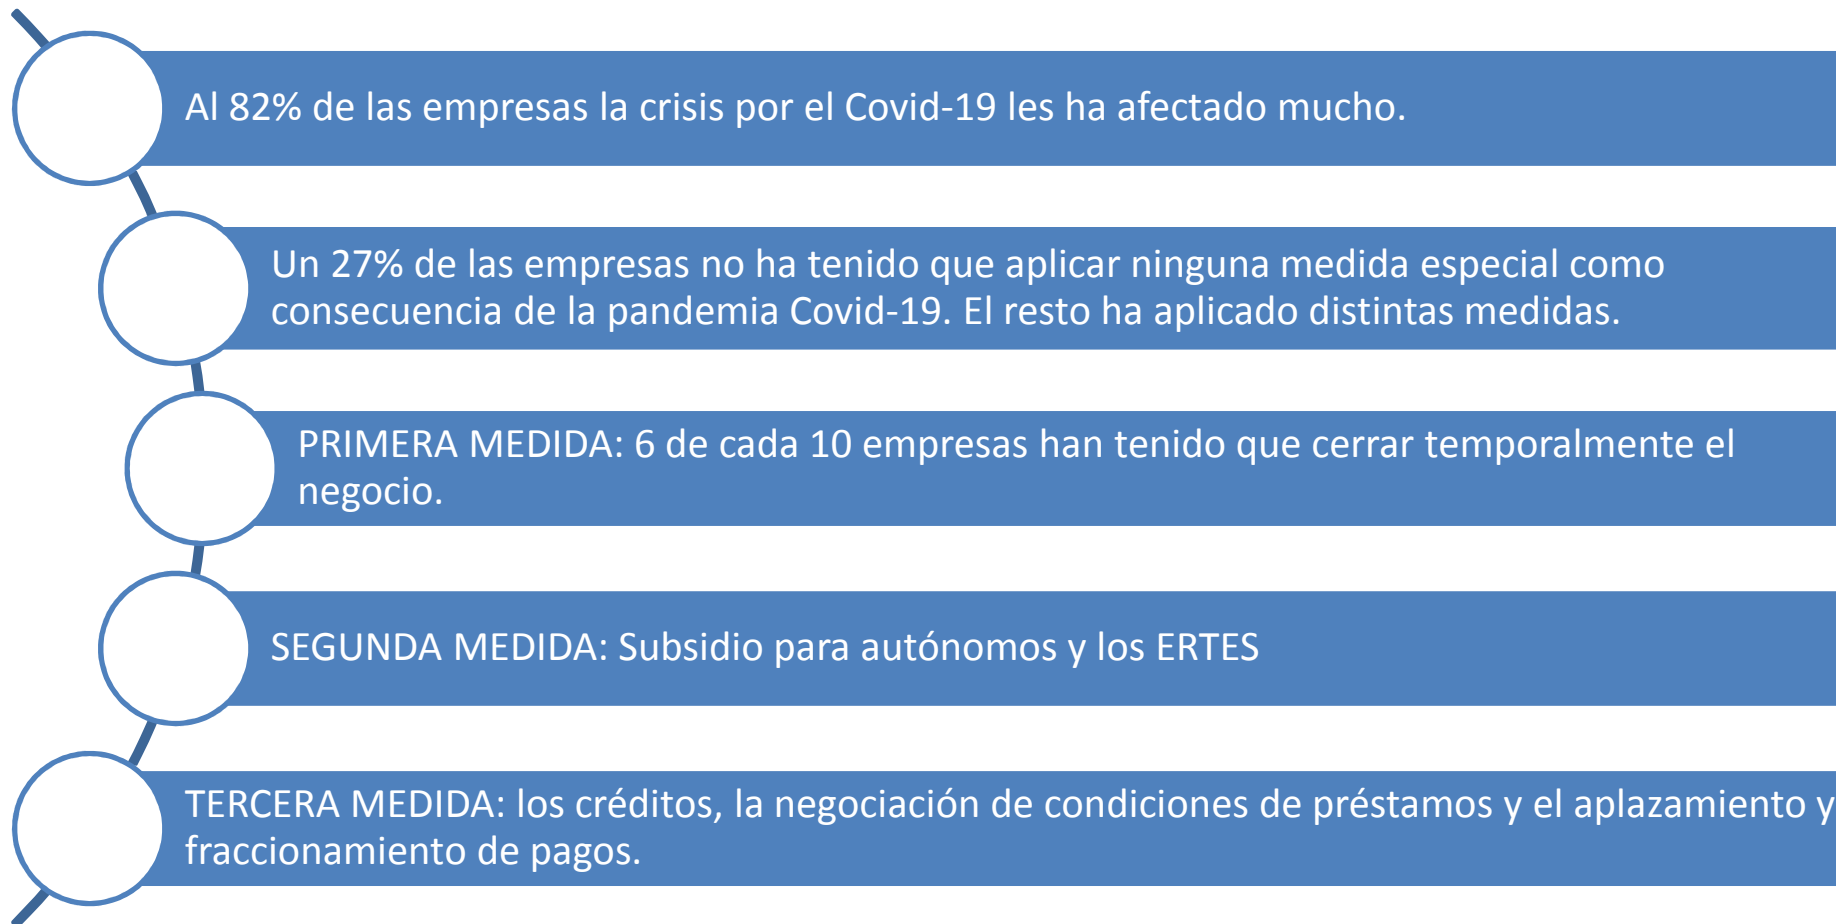 Al 82% de las empresas la crisis por el Covid-19 les ha afectado mucho.
Un 27% de las empresas no ha tenido que aplicar ninguna medida especial como
consecuencia de la pandemia Covid-19. El resto ha aplicado distintas medidas.
PRIMERA MEDIDA: 6 de cada 10 empresas han tenido que cerrar temporalmente el
negocio.
SEGUNDA MEDIDA: Subsidio para autónomos y los ERTES
TERCERA MEDIDA: los créditos, la negociación de condiciones de préstamos y el aplazamiento y
fraccionamiento de pagos.